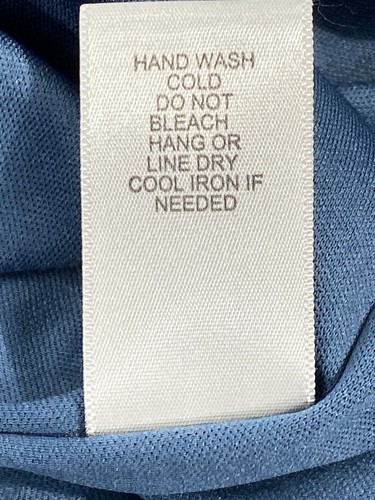 HAND WASH
COLD
DO NOT
BLEACH HANG OR
LINE DRY
COOL IRON IF
NEEDED